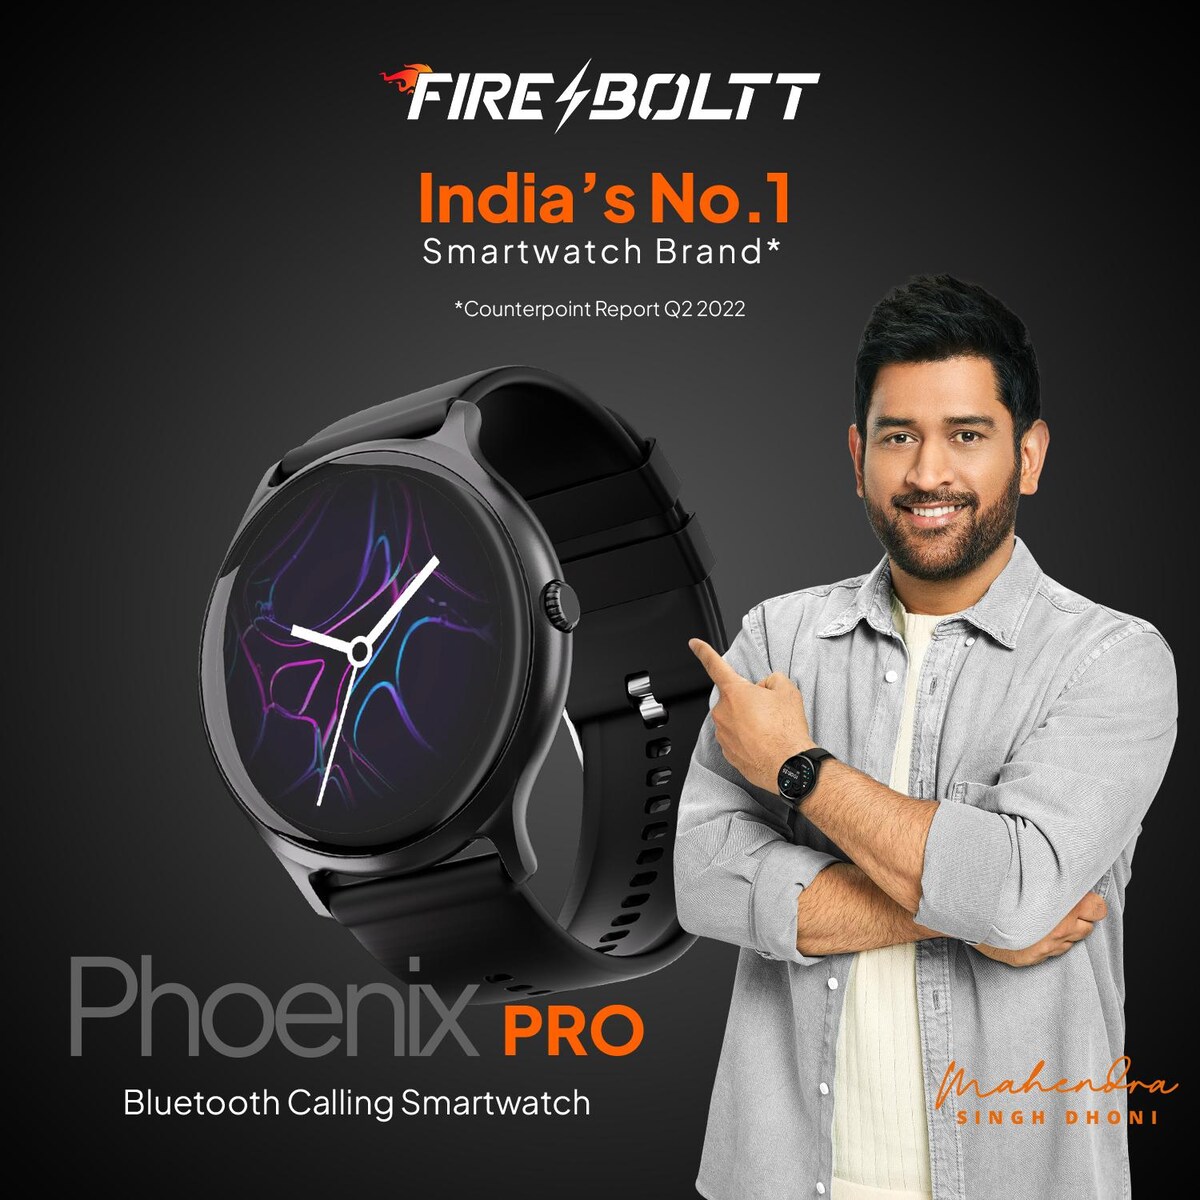 FIRE BOLTT
India's No.1
Smartwatch Brand*
*Counterpoint Report Q2 2022
Phoenix PRO
Bluetooth Calling Smartwatch
Mahendra
SINGH DHONI